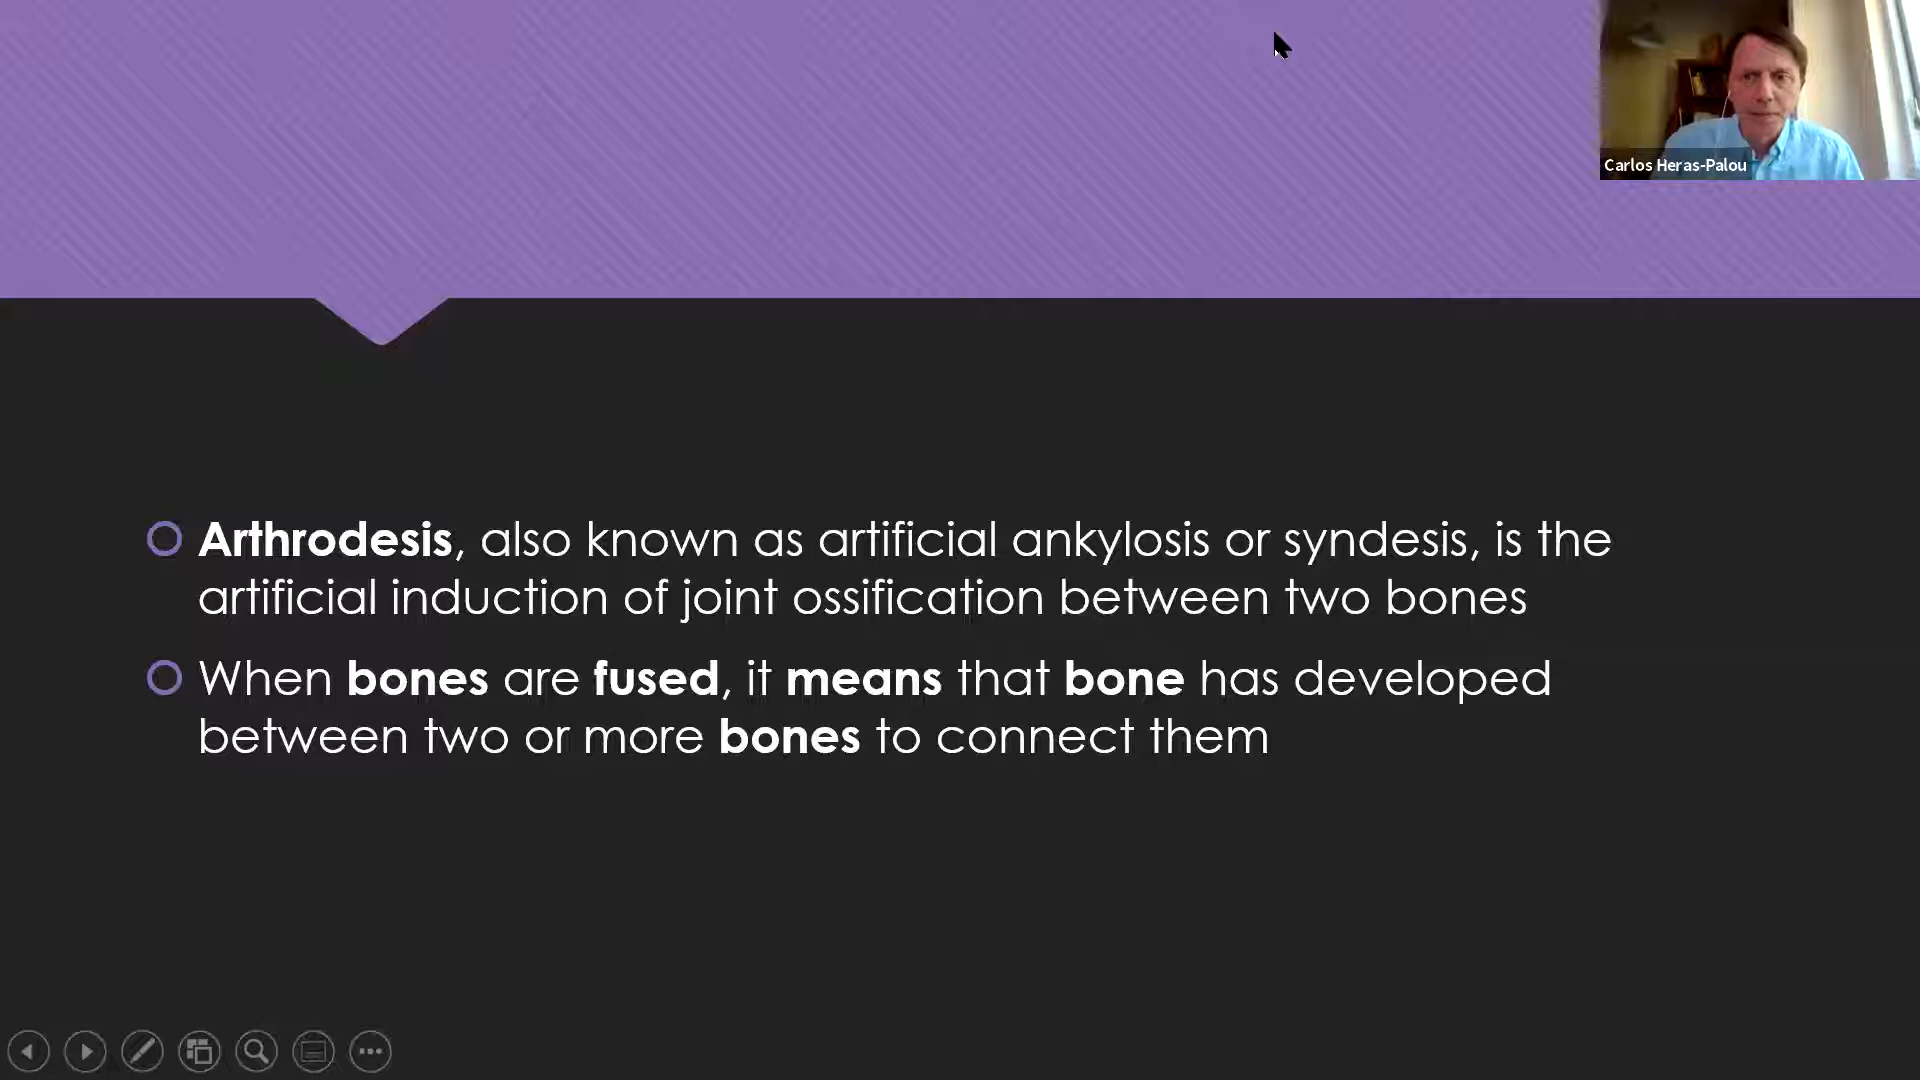 Carlos Heras-Palou
Arthrodesis, also known as artificial ankylosis or syndesis, is the
artificial induction of joint ossification between two bones
When bones are fused, it means that bone has developed
between two or more bones to connect them